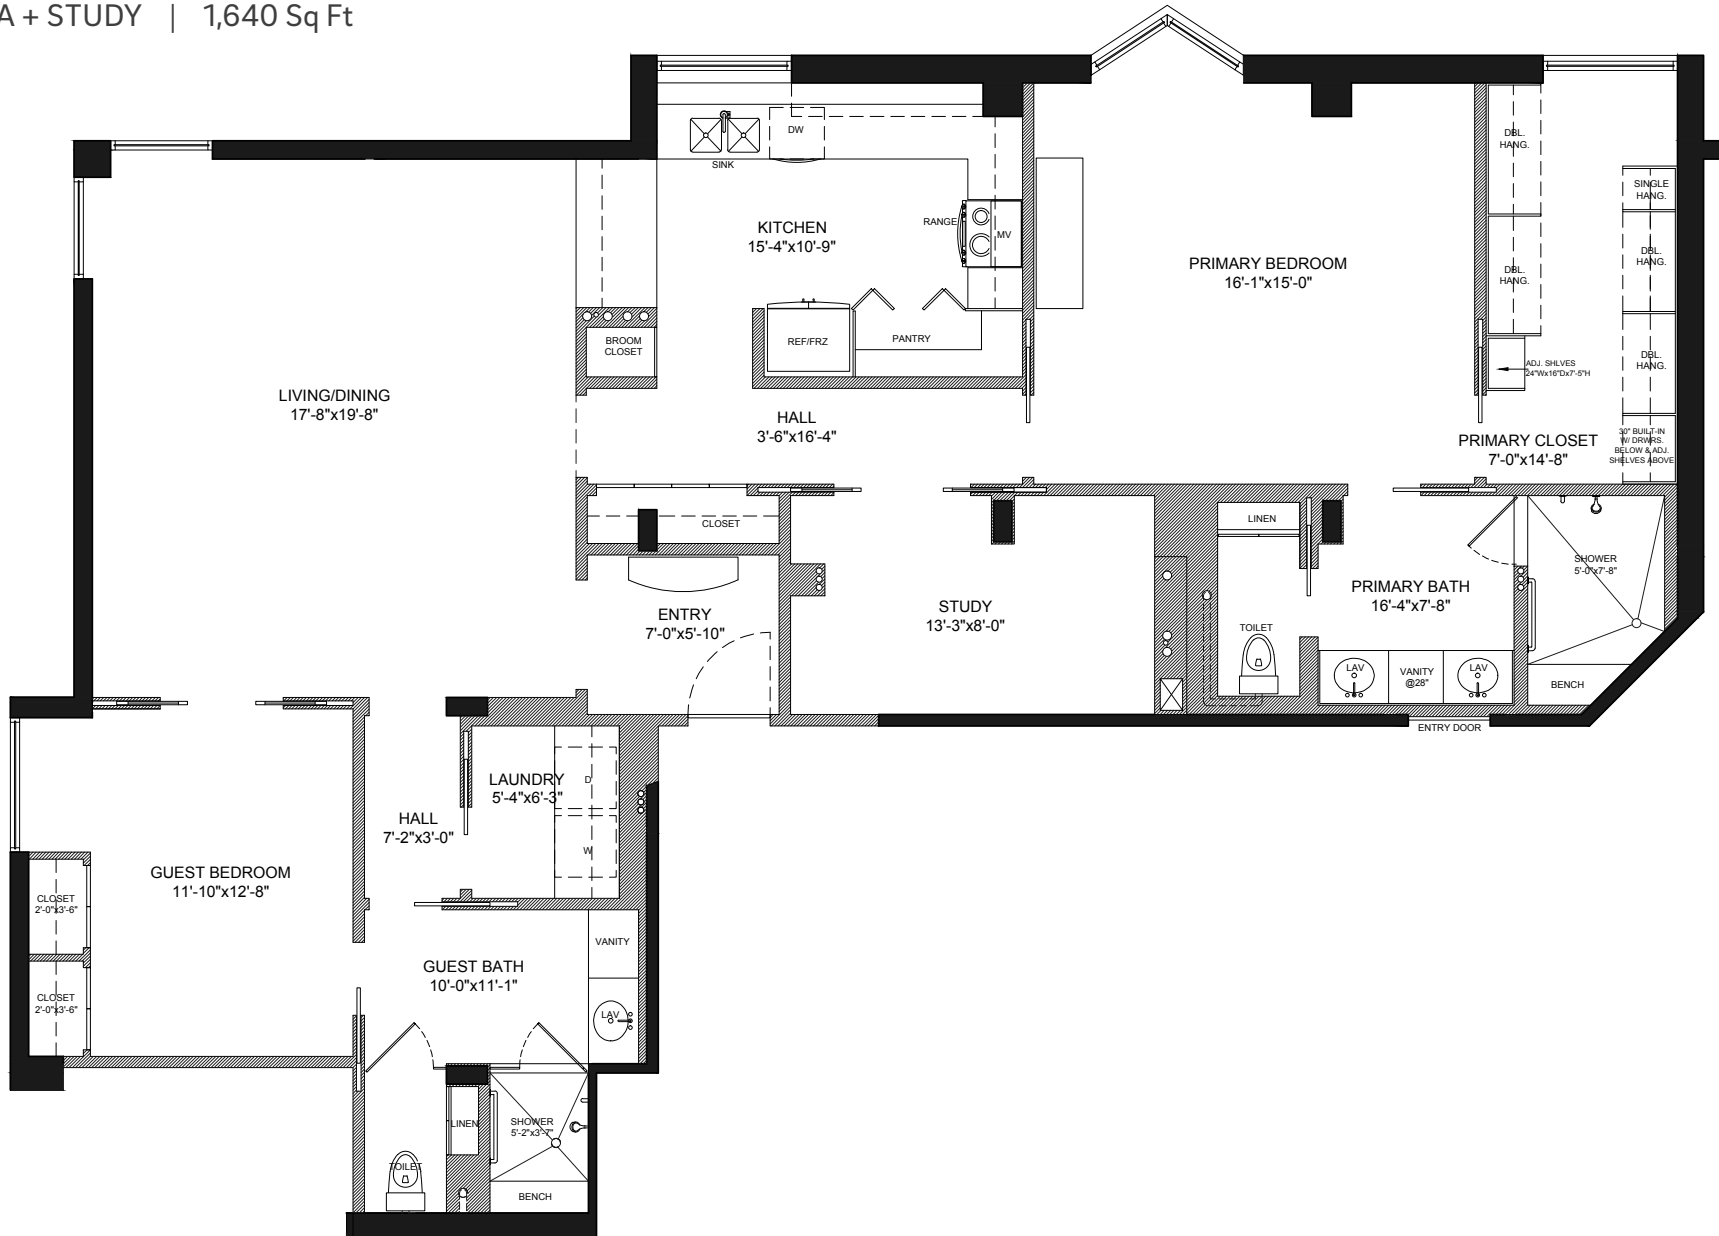 A + STUDY | 1,640 Sq Ft
DW
SINK
KITCHEN
15'-4"x10'-9"
RANGE
MV
REF/FRZ
PANTRY
BROOM
CLOSET
LIVING/DINING
17'-8"x19'-8"
HALL
3'-6"x16'-4"
PRIMARY BEDROOM
16'-1"x15'-0"
DBL.
HANG.
DBL.
HANG.
ADJ. SHLVES
24"Wx16"Dx7'-5"H
SINGLE
HANG.
DBL.
HANG.
DBL.
HANG.
30" BUILT-IN
W/ DRWRS.
BELOW & ADJ.
SHELVES ABOVE
PRIMARY CLOSET
7'-0"x14'-8"
CLOSET
ENTRY
7'-0"x5'-10"
STUDY
13'-3"x8'-0"
LINEN
TOILET
PRIMARY BATH
16'-4"x7'-8"
LAV
VANITY
@28"
LAV
SHOWER
5'-0"x7'-8"
BENCH
ENTRY DOOR
LAUNDRY
5'-4"x6'-3"
D
W
HALL
7'-2"x3'-0"
GUEST BEDROOM
11'-10"x12'-8"
CLOSET
2'-0"x3'-6"
CLOSET
2'-0"x3'-6"
GUEST BATH
10'-0"x11'-1"
VANITY
LAV
LINEN
SHOWER
5'-2"x3'-7"
TOILET
BENCH